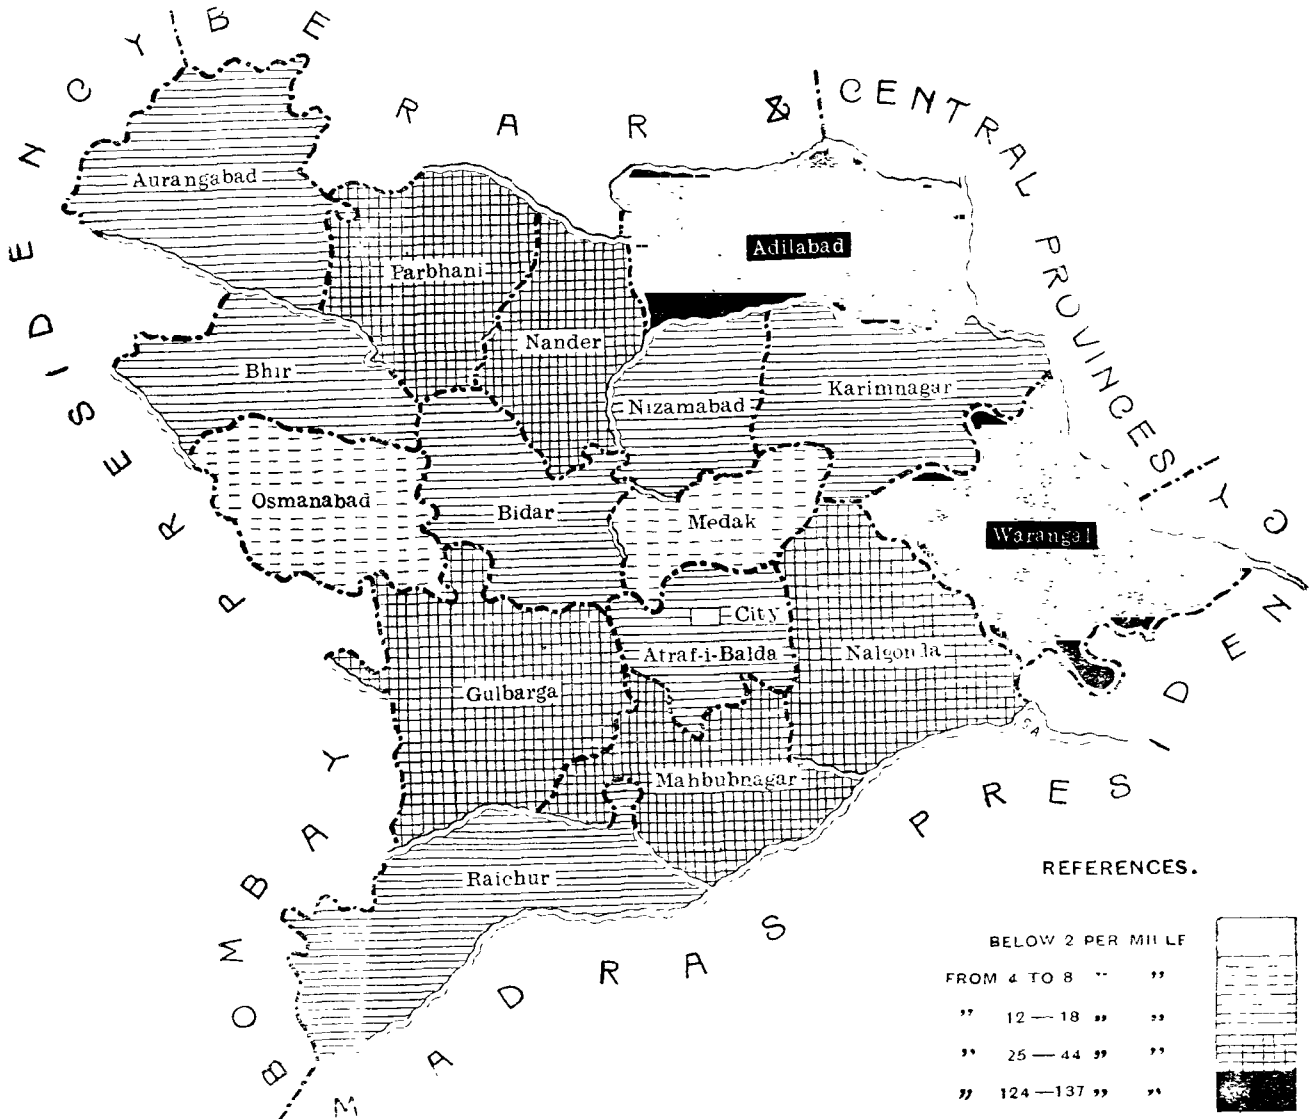 BOMBAY PRESIDENCY
BERAR & CENTRAL PROVINCES
Aurangabad
Parbhani
Adilabad
Nander
Bhir
Nizamabad
Karimnagar
Osmanabad
Bidar
Medak
Warangal
City
Atraf-i-Balda
Nalgonda
Gulbarga
Mahbubnagar
Raichur
MADRAS PRESIDENCY
REFERENCES.
BELOW 2 PER MILLE
FROM 4 TO 8 " "
" 12 — 18 " "
" 25 — 44 " "
" 124 — 137 " "